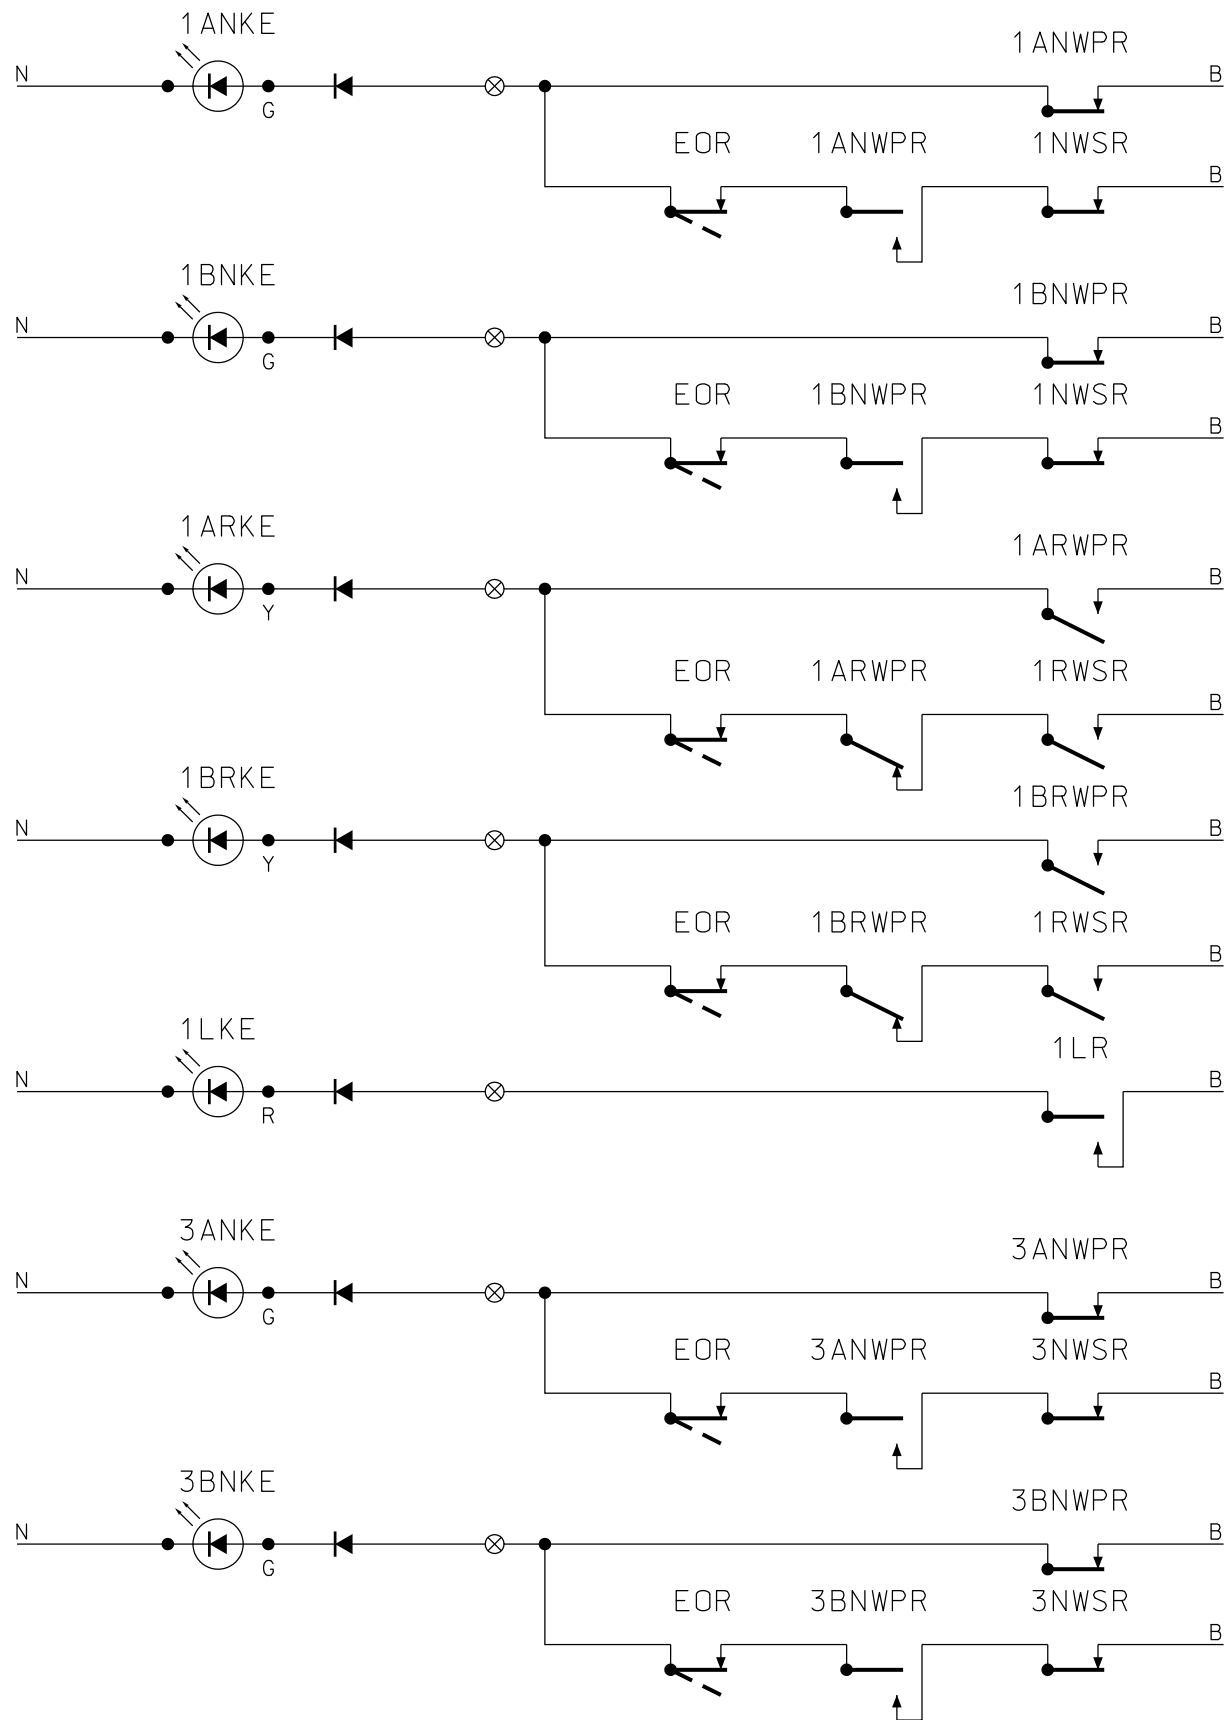 1ANKE
1ANWPR
N
B
G
EOR 1ANWPR 1NWSR
B
1BNKE
1BNWPR
N
B
G
EOR 1BNWPR 1NWSR
B
1ARKE
1ARWPR
N
B
Y
EOR 1ARWPR 1RWSR
B
1BRKE
1BRWPR
N
B
Y
EOR 1BRWPR 1RWSR
B
1LKE
1LR
N
B
R
3ANKE
3ANWPR
N
B
G
EOR 3ANWPR 3NWSR
B
3BNKE
3BNWPR
N
B
G
EOR 3BNWPR 3NWSR
B